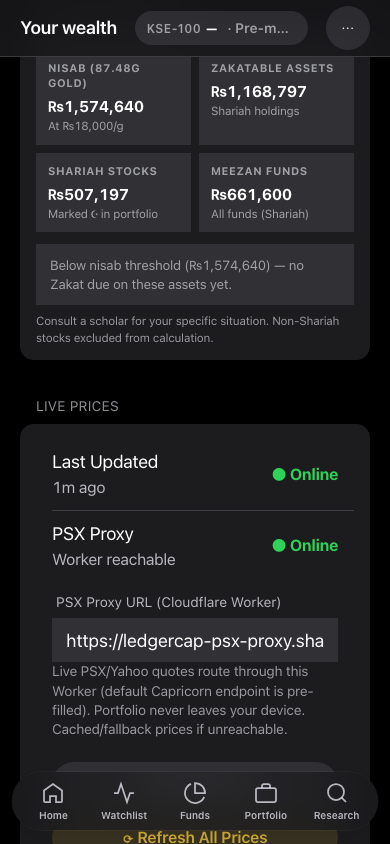 Your wealth
KSE-100 — · Pre-m...
...
NISAB (87.48G
GOLD)
₨1,574,640
At ₨18,000/g
ZAKATABLE ASSETS
₨1,168,797
Shariah holdings
SHARIAH STOCKS
₨507,197
Marked ☪ in portfolio
MEEZAN FUNDS
₨661,600
All funds (Shariah)
Below nisab threshold (₨1,574,640) — no
Zakat due on these assets yet.
Consult a scholar for your specific situation. Non-Shariah
stocks excluded from calculation.
LIVE PRICES
Last Updated
1m ago
Online
PSX Proxy
Worker reachable
Online
PSX Proxy URL (Cloudflare Worker)
https://ledgercap-psx-proxy.sha
Live PSX/Yahoo quotes route through this
Worker (default Capricorn endpoint is pre-
filled). Portfolio never leaves your device.
Cached/fallback prices if unreachable.
Home
Watchlist
Funds
Portfolio
Research
⟳ Refresh All Prices